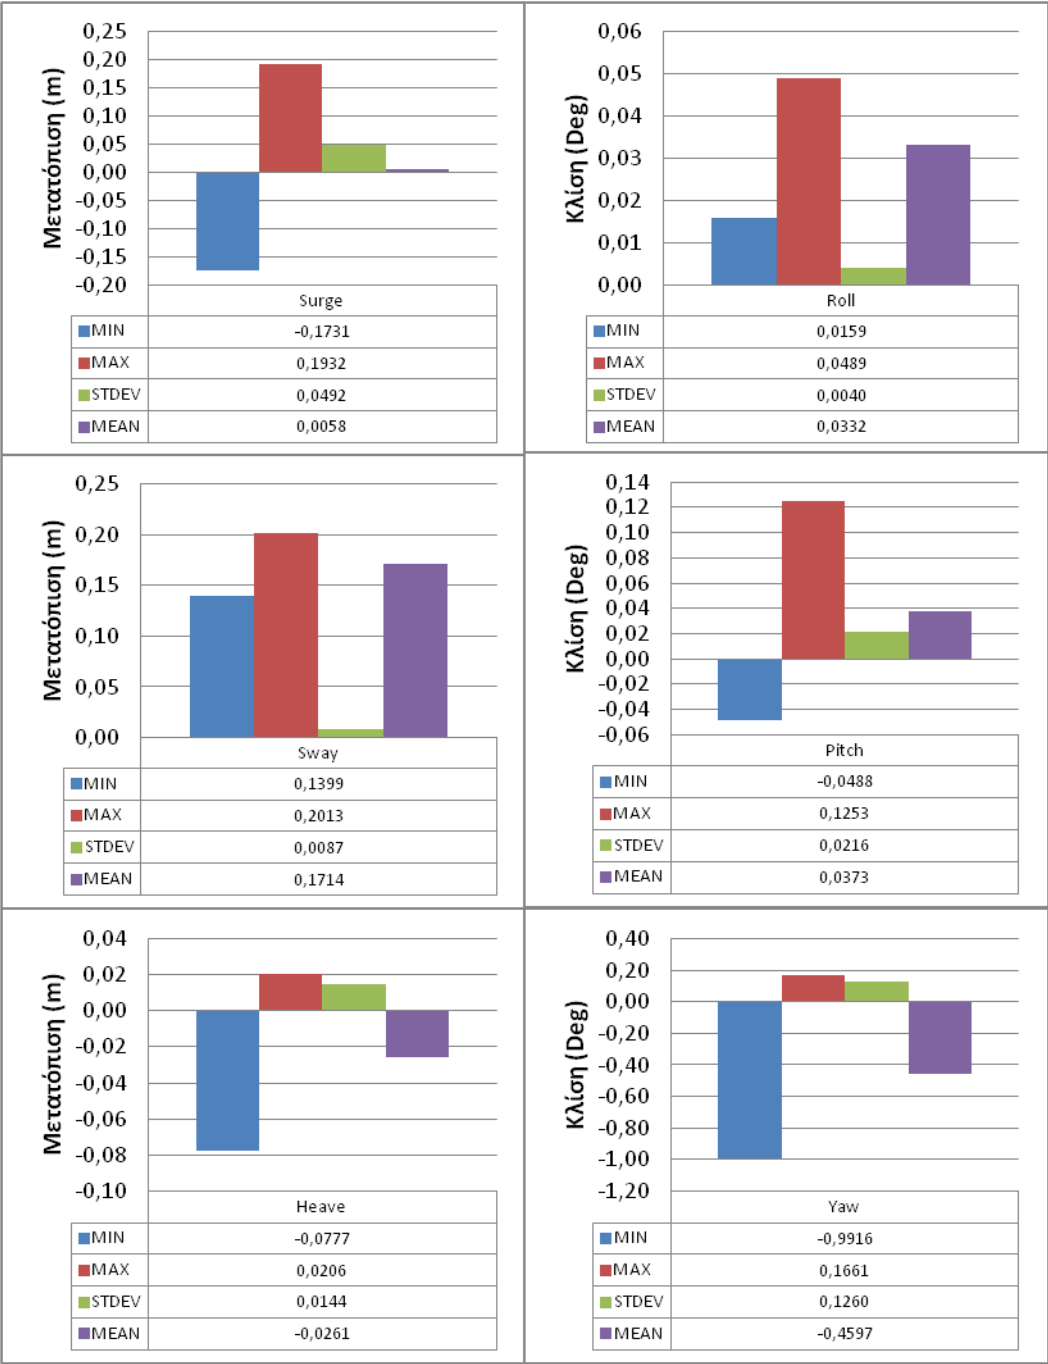 0,25
0,20
0,15
0,10
0,05
0,00
-0,05
-0,10
-0,15
-0,20
Μετατόπιση (m)
Surge
MIN -0,1731
MAX 0,1932
STDEV 0,0492
MEAN 0,0058
0,06
0,05
0,04
0,03
0,02
0,01
0,00
Κλίση (Deg)
Roll
MIN 0,0159
MAX 0,0489
STDEV 0,0040
MEAN 0,0332
0,25
0,20
0,15
0,10
0,05
0,00
Μετατόπιση (m)
Sway
MIN 0,1399
MAX 0,2013
STDEV 0,0087
MEAN 0,1714
0,14
0,12
0,10
0,08
0,06
0,04
0,02
0,00
-0,02
-0,04
-0,06
Κλίση (Deg)
Pitch
MIN -0,0488
MAX 0,1253
STDEV 0,0216
MEAN 0,0373
0,04
0,02
0,00
-0,02
-0,04
-0,06
-0,08
-0,10
Μετατόπιση (m)
Heave
MIN -0,0777
MAX 0,0206
STDEV 0,0144
MEAN -0,0261
0,40
0,20
0,00
-0,20
-0,40
-0,60
-0,80
-1,00
-1,20
Κλίση (Deg)
Yaw
MIN -0,9916
MAX 0,1661
STDEV 0,1260
MEAN -0,4597